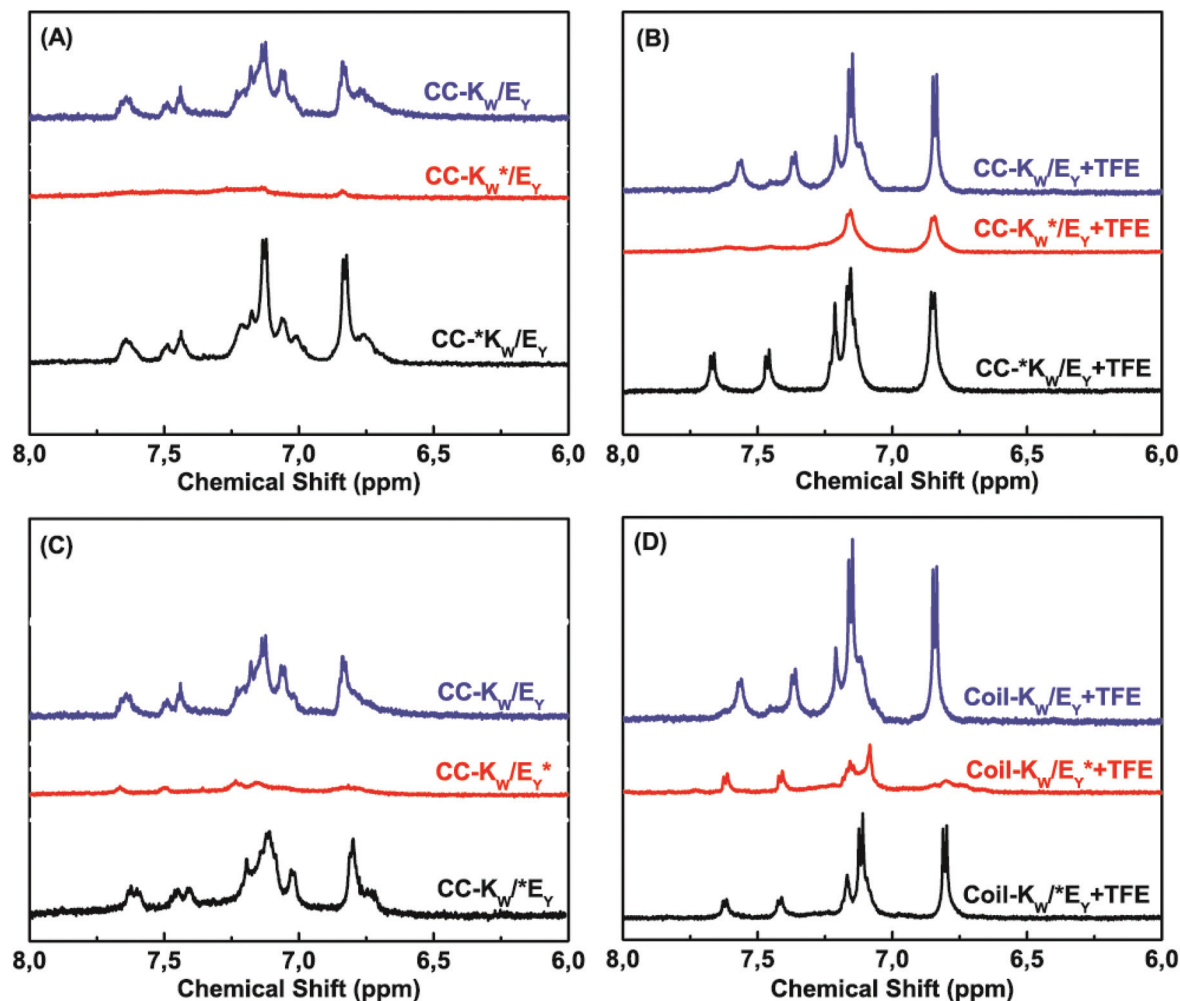 (A)
CC-K_W/E_Y
CC-K_W*/E_Y
CC-*K_W/E_Y
8,0 7,5 7,0 6,5 6,0
Chemical Shift (ppm)
(B)
CC-K_W/E_Y+TFE
CC-K_W*/E_Y+TFE
CC-*K_W/E_Y+TFE
8,0 7,5 7,0 6,5 6,0
Chemical Shift (ppm)
(C)
CC-K_W/E_Y
CC-K_W/E_Y*
CC-K_W/*E_Y
8,0 7,5 7,0 6,5 6,0
Chemical Shift (ppm)
(D)
Coil-K_W/E_Y+TFE
Coil-K_W/E_Y*+TFE
Coil-K_W/*E_Y+TFE
8,0 7,5 7,0 6,5 6,0
Chemical Shift (ppm)